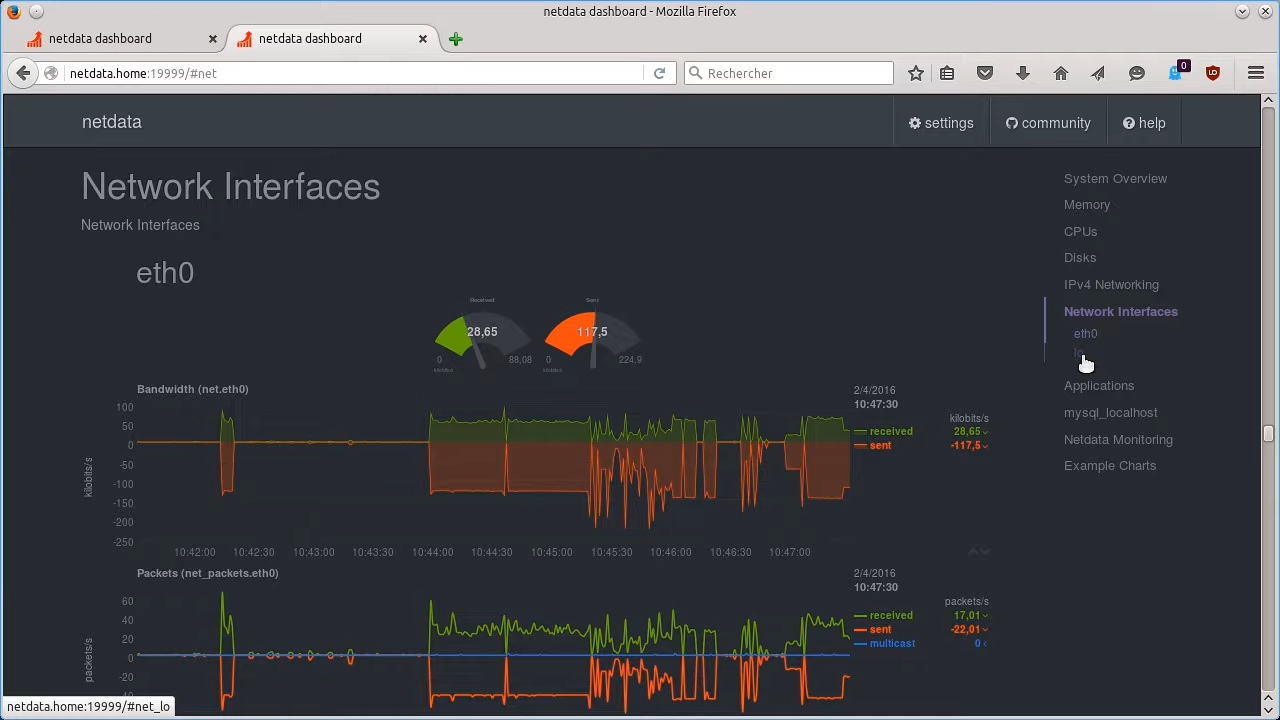 netdata dashboard - Mozilla Firefox
netdata dashboard
netdata dashboard
netdata.home:19999/#net
Rechercher
0
netdata
settings
community
help
Network Interfaces
Network Interfaces
eth0
Received
28,65
0
88,08
kilobits/s
Sent
117,5
0
224,9
kilobits/s
Bandwidth (net.eth0)
2/4/2016
10:47:30
kilobits/s
received 28,65
sent -117,5
kilobits/s
100
50
0
-50
-100
-150
-200
-250
10:42:00 10:42:30 10:43:00 10:43:30 10:44:00 10:44:30 10:45:00 10:45:30 10:46:00 10:46:30 10:47:00
Packets (net_packets.eth0)
2/4/2016
10:47:30
packets/s
received 17,01
sent -22,01
multicast 0
packets/s
60
40
20
0
-20
System Overview
Memory
CPUs
Disks
IPv4 Networking
Network Interfaces
eth0
Applications
mysql_localhost
Netdata Monitoring
Example Charts
netdata.home:19999/#net_lo